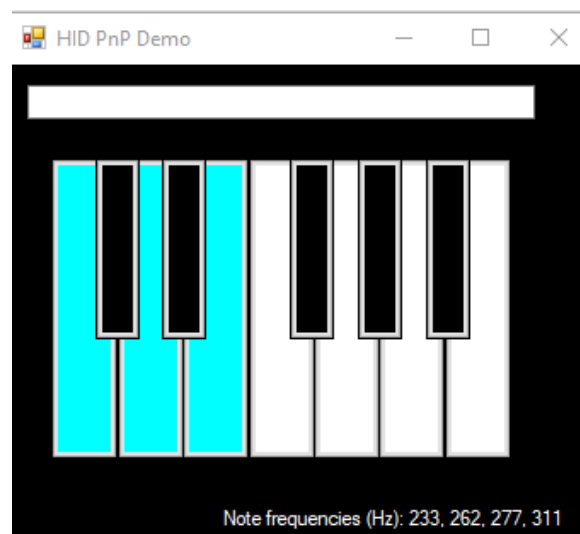 HID PnP Demo
Note frequencies (Hz): 233, 262, 277, 311